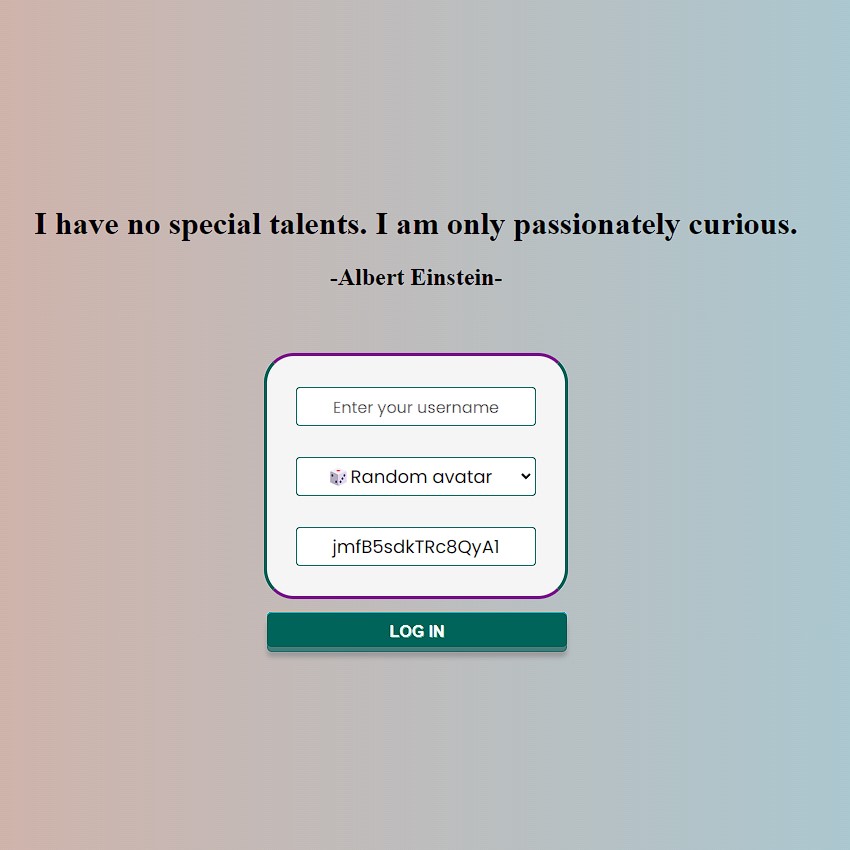 I have no special talents. I am only passionately curious.
-Albert Einstein-
Enter your username
Random avatar
jmfB5sdkTRc8QyA1
LOG IN